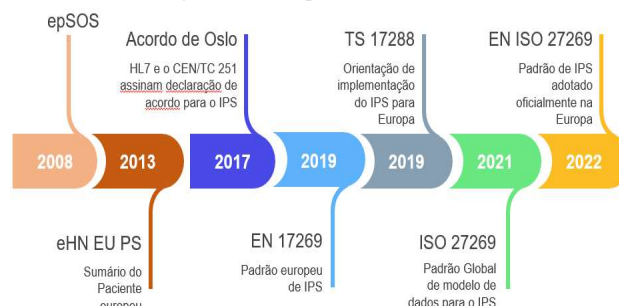 epSOS
Acordo de Oslo
HL7 e o CEN/TC 251
assinam declaração de
acordo para o IPS
TS 17288
Orientação de
implementação
do IPS para
Europa
EN ISO 27269
Padrão de IPS
adotado
oficialmente na
Europa
2008
2013
2017
2019
2019
2021
2022
eHN EU PS
Sumário do
Paciente
europeu
EN 17269
Padrão europeu
de IPS
ISO 27269
Padrão Global
de modelo de
dados para o IPS